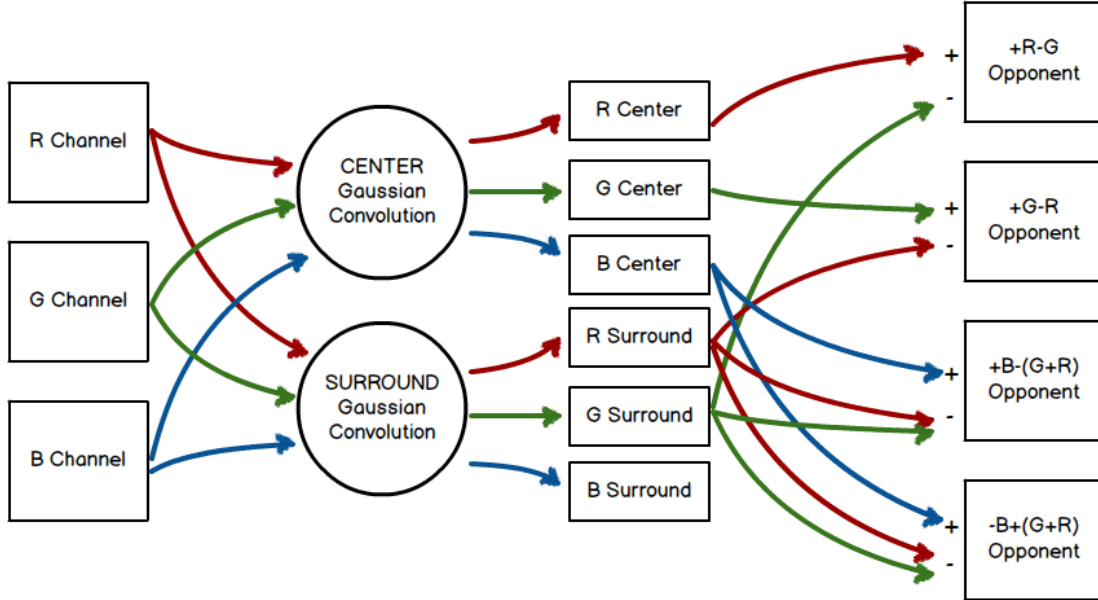 R Channel
G Channel
B Channel
CENTER
Gaussian
Convolution
SURROUND
Gaussian
Convolution
R Center
G Center
B Center
R Surround
G Surround
B Surround
+
-
+R-G
Opponent
+
-
+G-R
Opponent
+
-
+B-(G+R)
Opponent
+
-
-B+(G+R)
Opponent